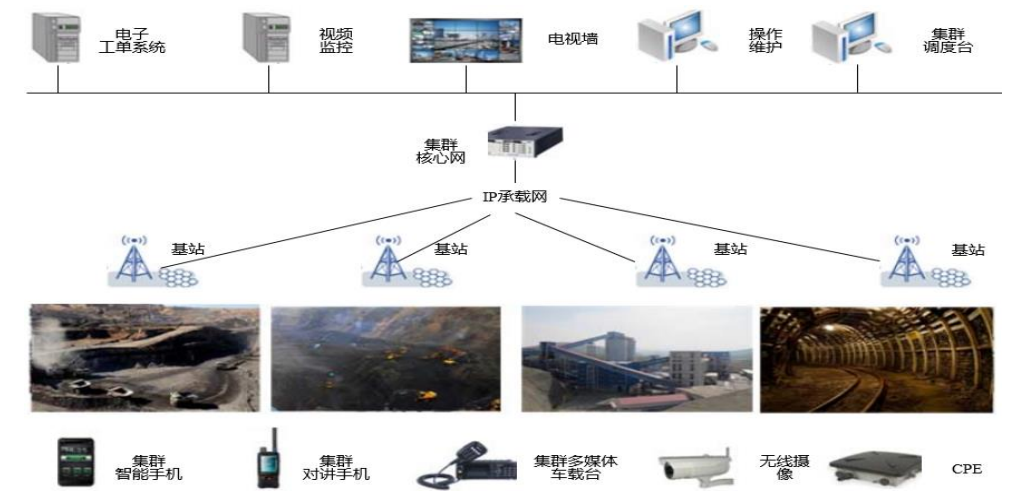 电子
工单系统
视频
监控
电视墙
操作
维护
集群
调度台
集群
核心网
IP承载网
基站
基站
基站
基站
集群
智能手机
集群
对讲手机
集群多媒体
车载台
无线摄
像
CPE